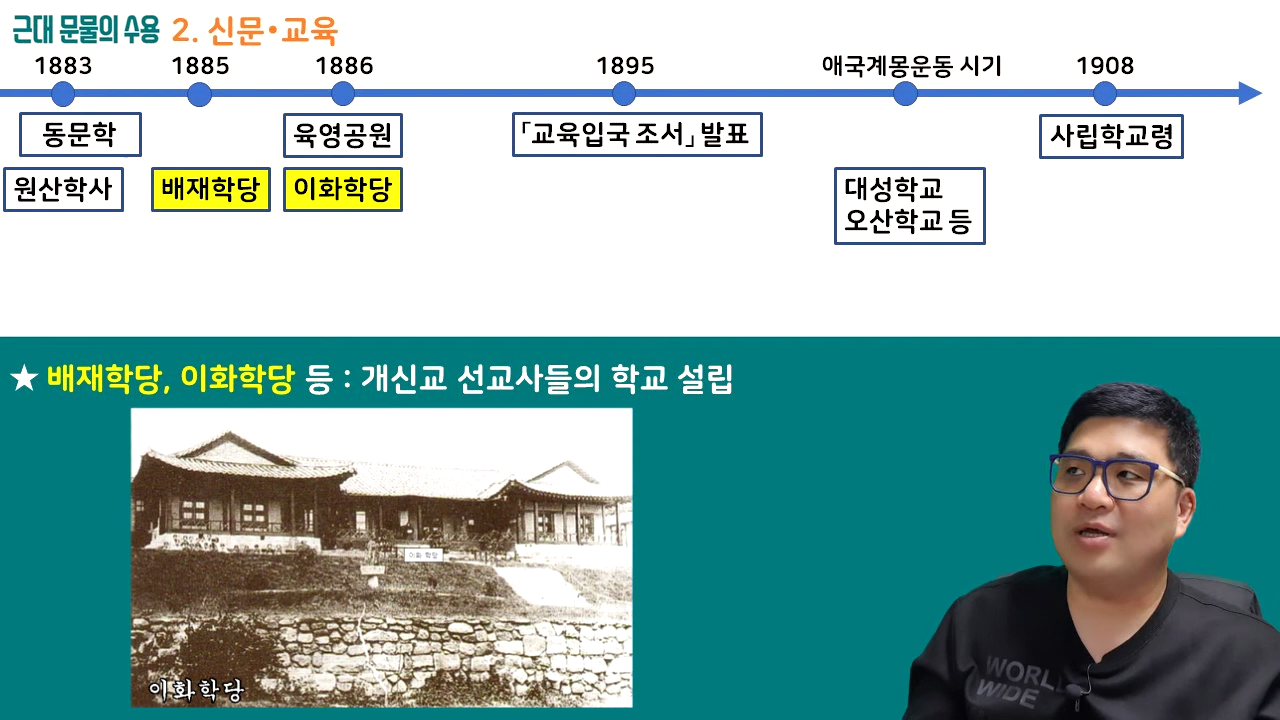 근대 문물의 수용 2. 신문•교육
1883 1885 1886 1895 애국계몽운동 시기 1908
동문학 육영공원 「교육입국 조서」 발표 사립학교령
원산학사 배재학당 이화학당 대성학교
오산학교 등
★ 배재학당, 이화학당 등 : 개신교 선교사들의 학교 설립
이화 학당
이화학당
WORLD
WIDE